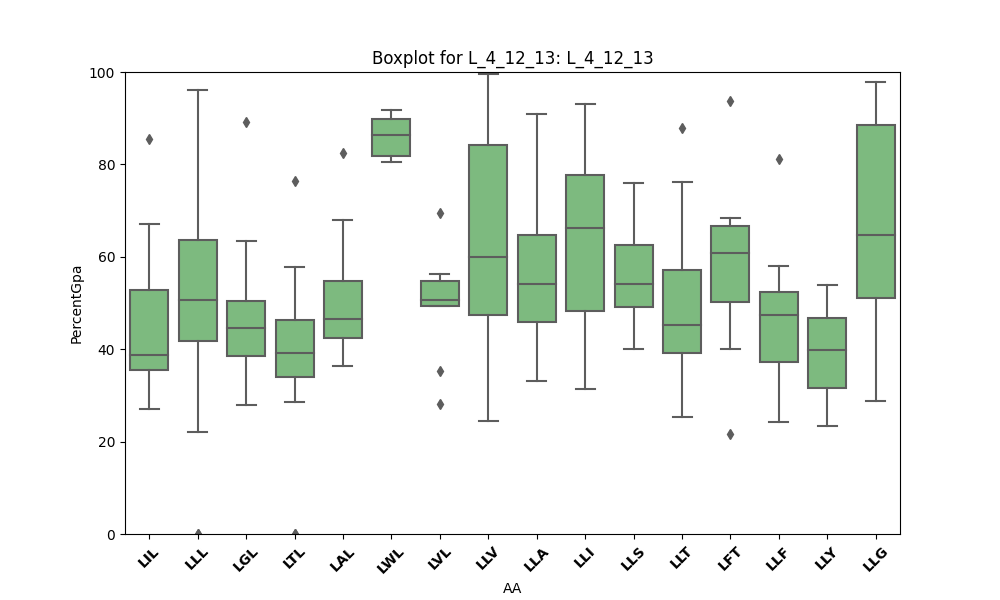 Boxplot for L_4_12_13: L_4_12_13
PercentGpa
100
80
60
40
20
0
LIL LLL LGL LTL LAL LWL LVL LLV LLA LLI LLS LLT LFT LLF LLY LLG
AA